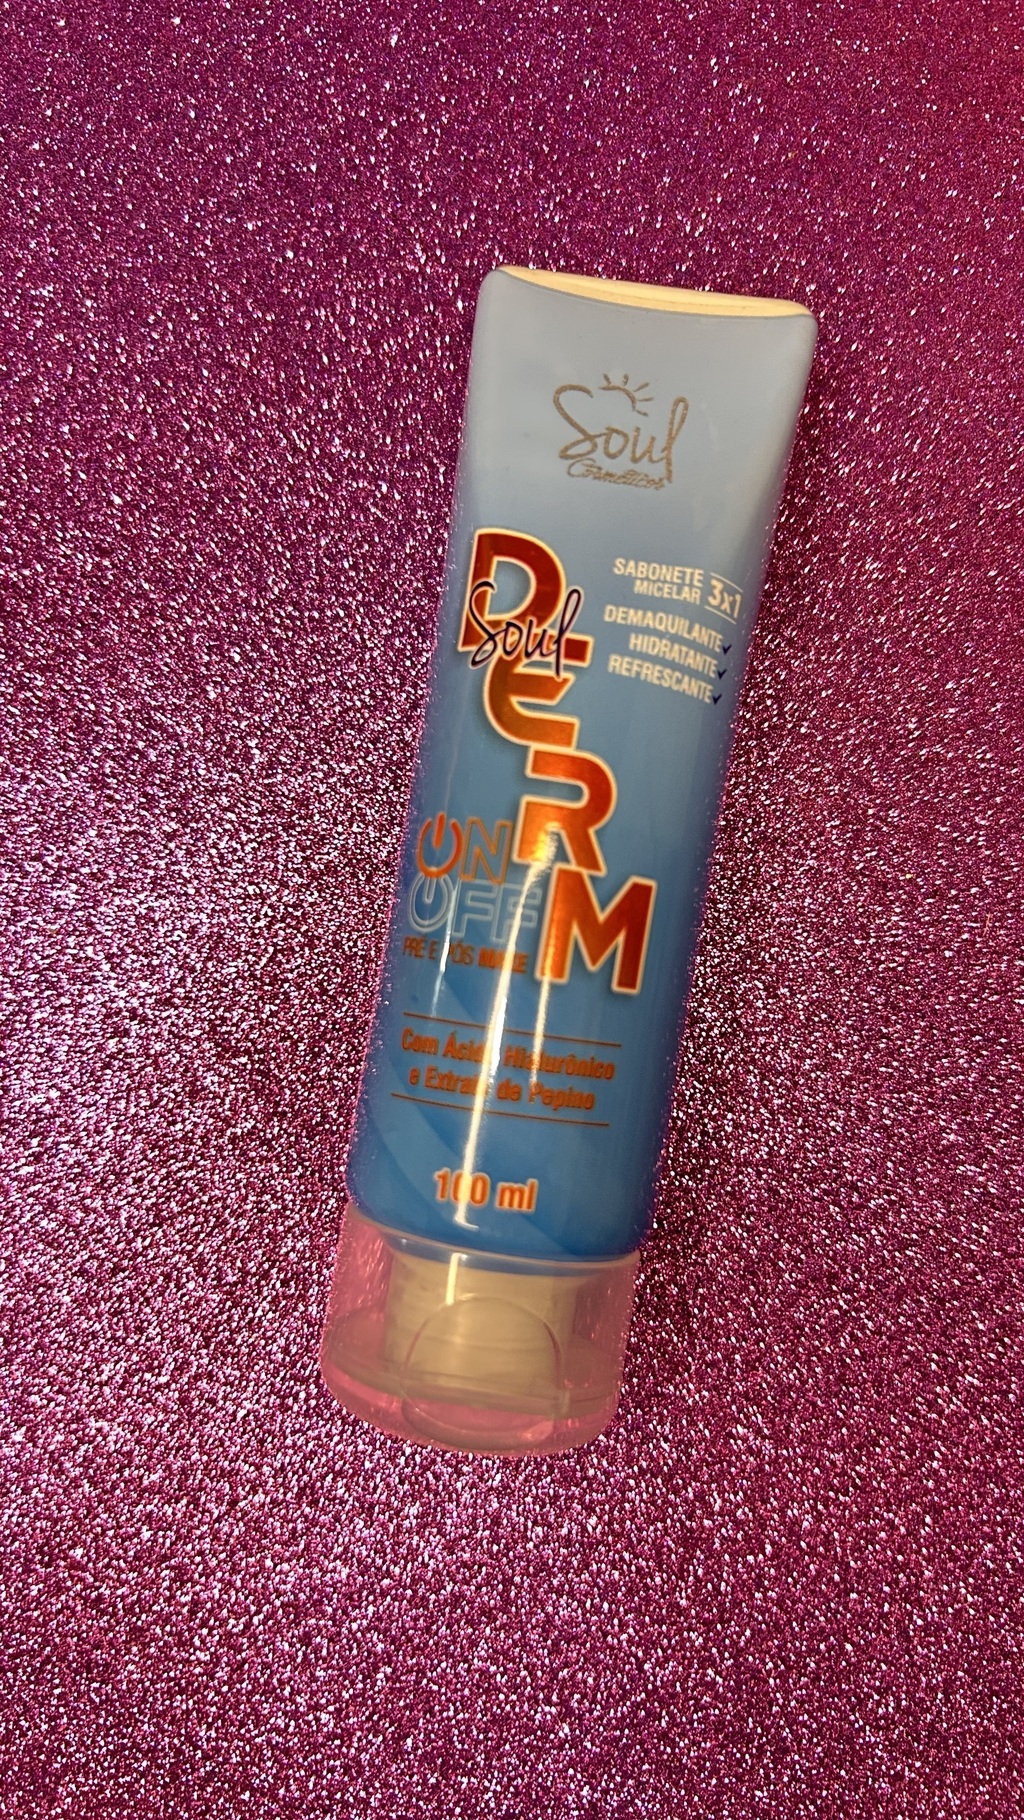 Soul
Cosméticos
SABONETE
MICELAR 3x1
DEMAQUILANTE
HIDRATANTE
REFRESCANTE
DERM
Soul
ON
OFF
PRÉ E PÓS MAKE
Com Ácido Hialurônico
e Extrato de Pepino
100 ml